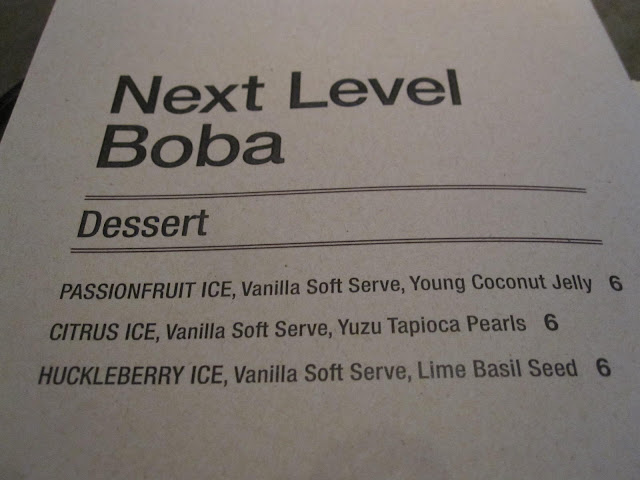 Next Level
Boba
Dessert
PASSIONFRUIT ICE, Vanilla Soft Serve, Young Coconut Jelly 6
CITRUS ICE, Vanilla Soft Serve, Yuzu Tapioca Pearls 6
HUCKLEBERRY ICE, Vanilla Soft Serve, Lime Basil Seed 6